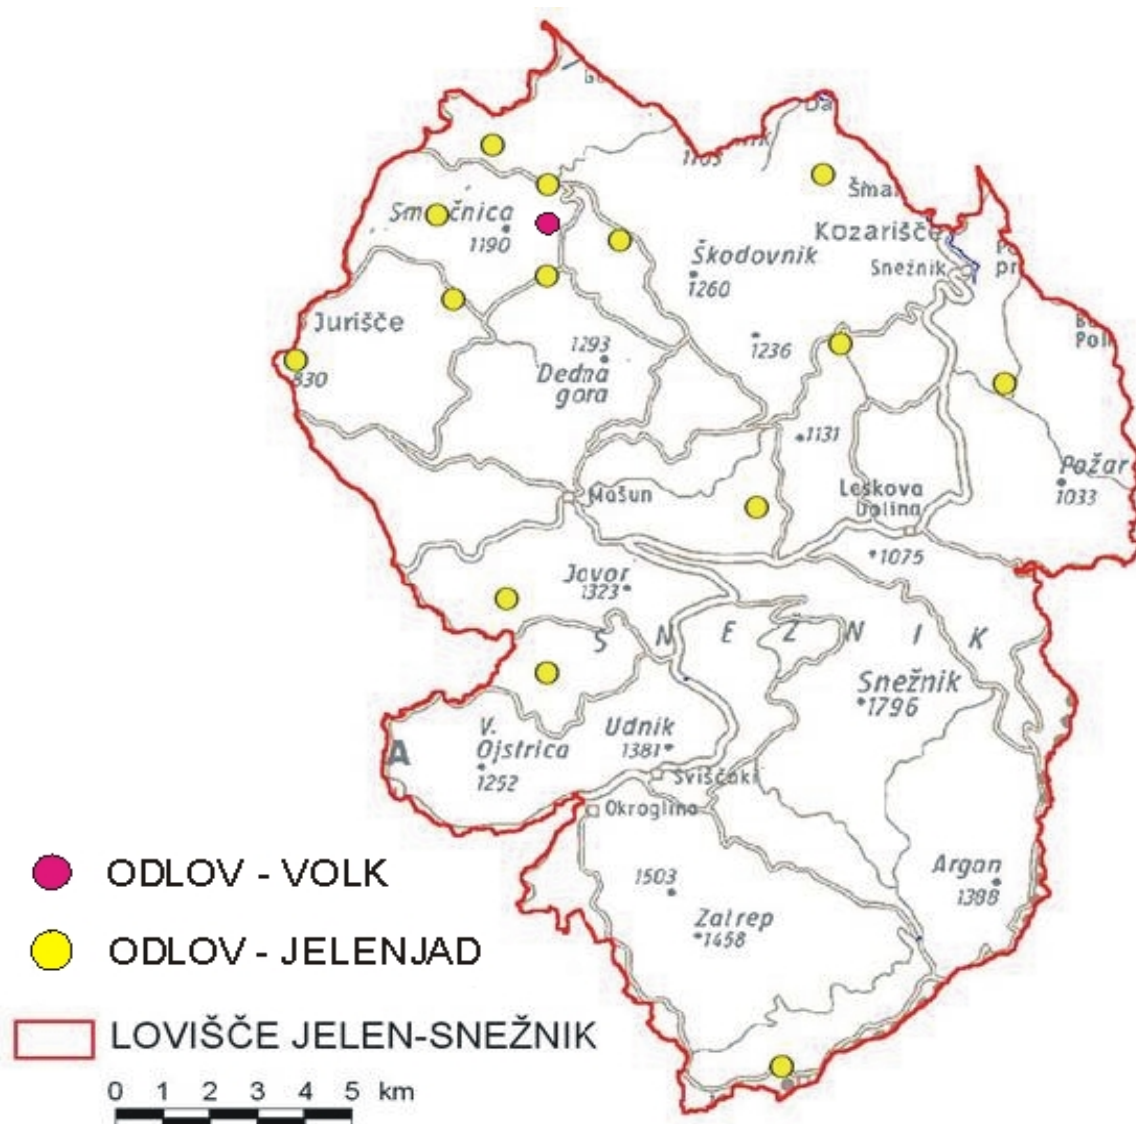 Škodovnik
1260
1190
Kozarišče
Snežnik
Jurišče
830
1293
Dedna
gora
1236
1131
Mašun
Leskova
Dolina
Požar
1033
1075
Javor
1323
S N E Ž N I K
Snežnik
1796
V.
Ojstrica
1252
Udnik
1381
A
Sviščaki
Okroglina
1503
Zatrep
1458
Argan
1388
ODLOV - VOLK
ODLOV - JELENJAD
LOVIŠČE JELEN-SNEŽNIK
0 1 2 3 4 5 km